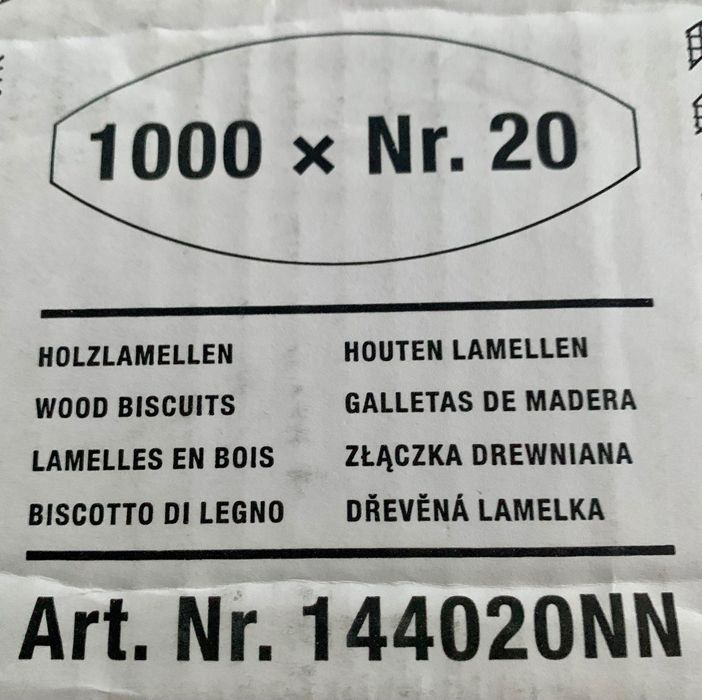 1000 × Nr. 20
HOLZLAMELLEN
WOOD BISCUITS
LAMELLES EN BOIS
BISCOTTO DI LEGNO
HOUTEN LAMELLEN
GALLETAS DE MADERA
ZŁĄCZKA DREWNIANA
DŘEVĚNÁ LAMELKA
Art. Nr. 144020NN